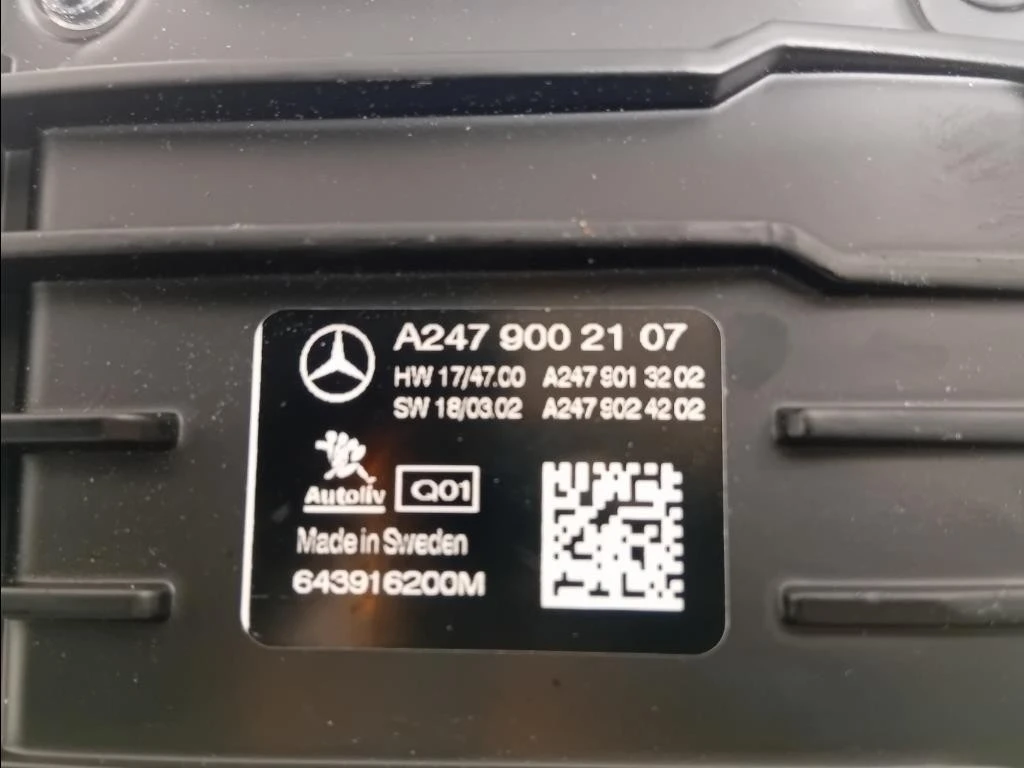 A247 900 21 07
HW 17/47.00 A247 901 32 02
SW 18/03.02 A247 902 42 02
Autoliv Q01
Made in Sweden
643916200M